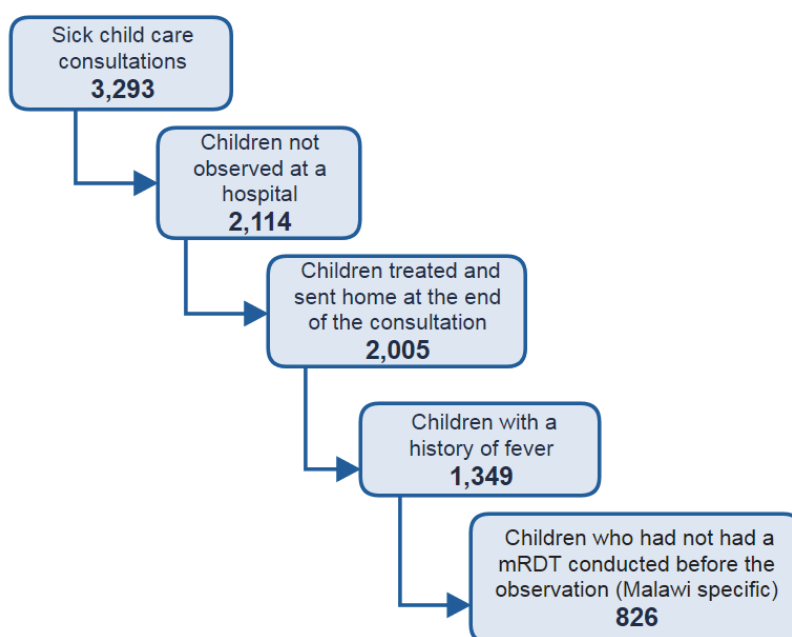 Sick child care
consultations
3,293
Children not
observed at a
hospital
2,114
Children treated and
sent home at the end
of the consultation
2,005
Children with a
history of fever
1,349
Children who had not had a
mRDT conducted before the
observation (Malawi specific)
826